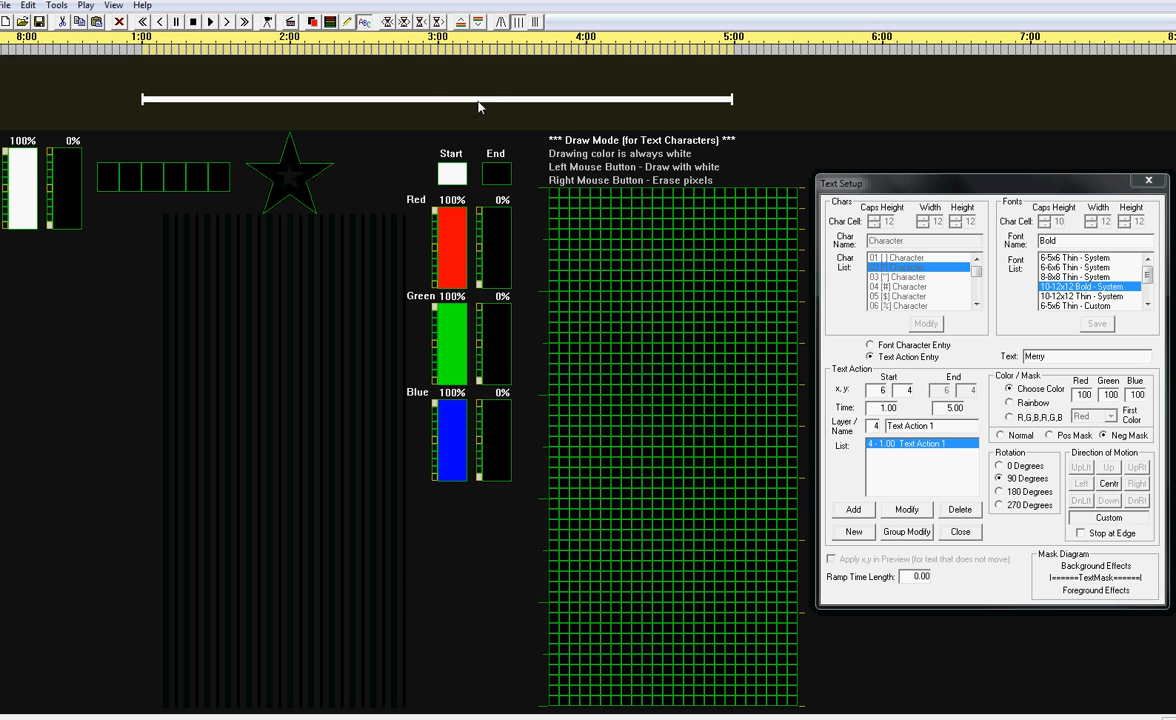 File Edit Tools Play View Help
8:00 1:00 2:00 3:00 4:00 5:00 6:00 7:00 8:
100% 0%
Start End
Red 100% 0%
Green 100% 0%
Blue 100% 0%
*** Draw Mode (for Text Characters) ***
Drawing color is always white
Left Mouse Button - Draw with white
Right Mouse Button - Erase pixels
Text Setup
Chars
Caps Height Width Height
Char Cell: 12 12 12
Char Name: Character
Char List:
01 [ ] Character
03 ["] Character
04 [#] Character
05 [$] Character
06 [%] Character
Modify
Fonts
Caps Height Width Height
Char Cell: 10 12 12
Font Name: Bold
Font List:
6-5x6 Thin - System
6-6x6 Thin - System
8-8x8 Thin - System
10-12x12 Bold - System
10-12x12 Thin - System
6-5x6 Thin - Custom
Save
Font Character Entry
Text Action Entry
Text: Merry
Text Action
Start End
x, y: 6 4 6 4
Time: 1.00 5.00
Layer / Name 4 Text Action 1
List: 4 - 1.00 Text Action 1
Add Modify Delete
New Group Modify Close
Color / Mask
Red Green Blue
Choose Color 100 100 100
Rainbow
R,G,B,R,G,B Red First Color
Normal Pos Mask Neg Mask
Rotation
0 Degrees
90 Degrees
180 Degrees
270 Degrees
Direction of Motion
UpLft Up UpRt
Left Centr Right
DnLft Down DnRt
Custom
Stop at Edge
Apply x,y in Preview (for text that does not move)
Ramp Time Length: 0.00
Mask Diagram
Background Effects
|======TextMask======|
Foreground Effects